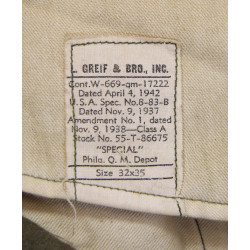 L. GREIF & BRO., INC.
Cont.W-669-qm-17222
Dated April 4, 1942
U.S.A. Spec. No.8-83-B
Dated Nov. 9, 1937
Amendment No. 1, dated
Nov. 9, 1938—Class A
Stock No. 55-T-86675
"SPECIAL"
Phila. Q. M. Depot
Size 32x35